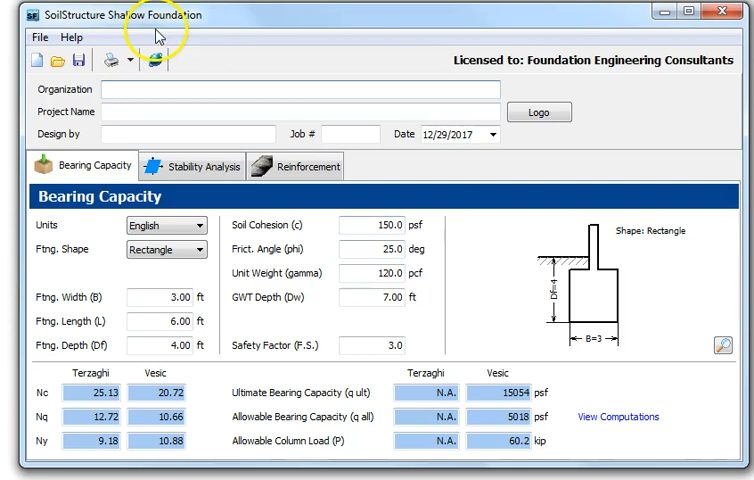 SF SoilStructure Shallow Foundation
File Help
Licensed to: Foundation Engineering Consultants
Organization
Project Name Logo
Design by Job # Date 12/29/2017
Bearing Capacity Stability Analysis Reinforcement
Bearing Capacity
Units English Soil Cohesion (c) 150.0 psf Shape: Rectangle
Ftng. Shape Rectangle Frict. Angle (phi) 25.0 deg
Unit Weight (gamma) 120.0 pcf
Ftng. Width (B) 3.00 ft GWT Depth (Dw) 7.00 ft Df=4
Ftng. Length (L) 6.00 ft
Ftng. Depth (Df) 4.00 ft Safety Factor (F.S.) 3.0 B=3
Terzaghi Vesic Terzaghi Vesic
Nc 25.13 20.72 Ultimate Bearing Capacity (q ult) N.A. 15054 psf
Nq 12.72 10.66 Allowable Bearing Capacity (q all) N.A. 5018 psf View Computations
Ny 9.18 10.88 Allowable Column Load (P) N.A. 60.2 kip